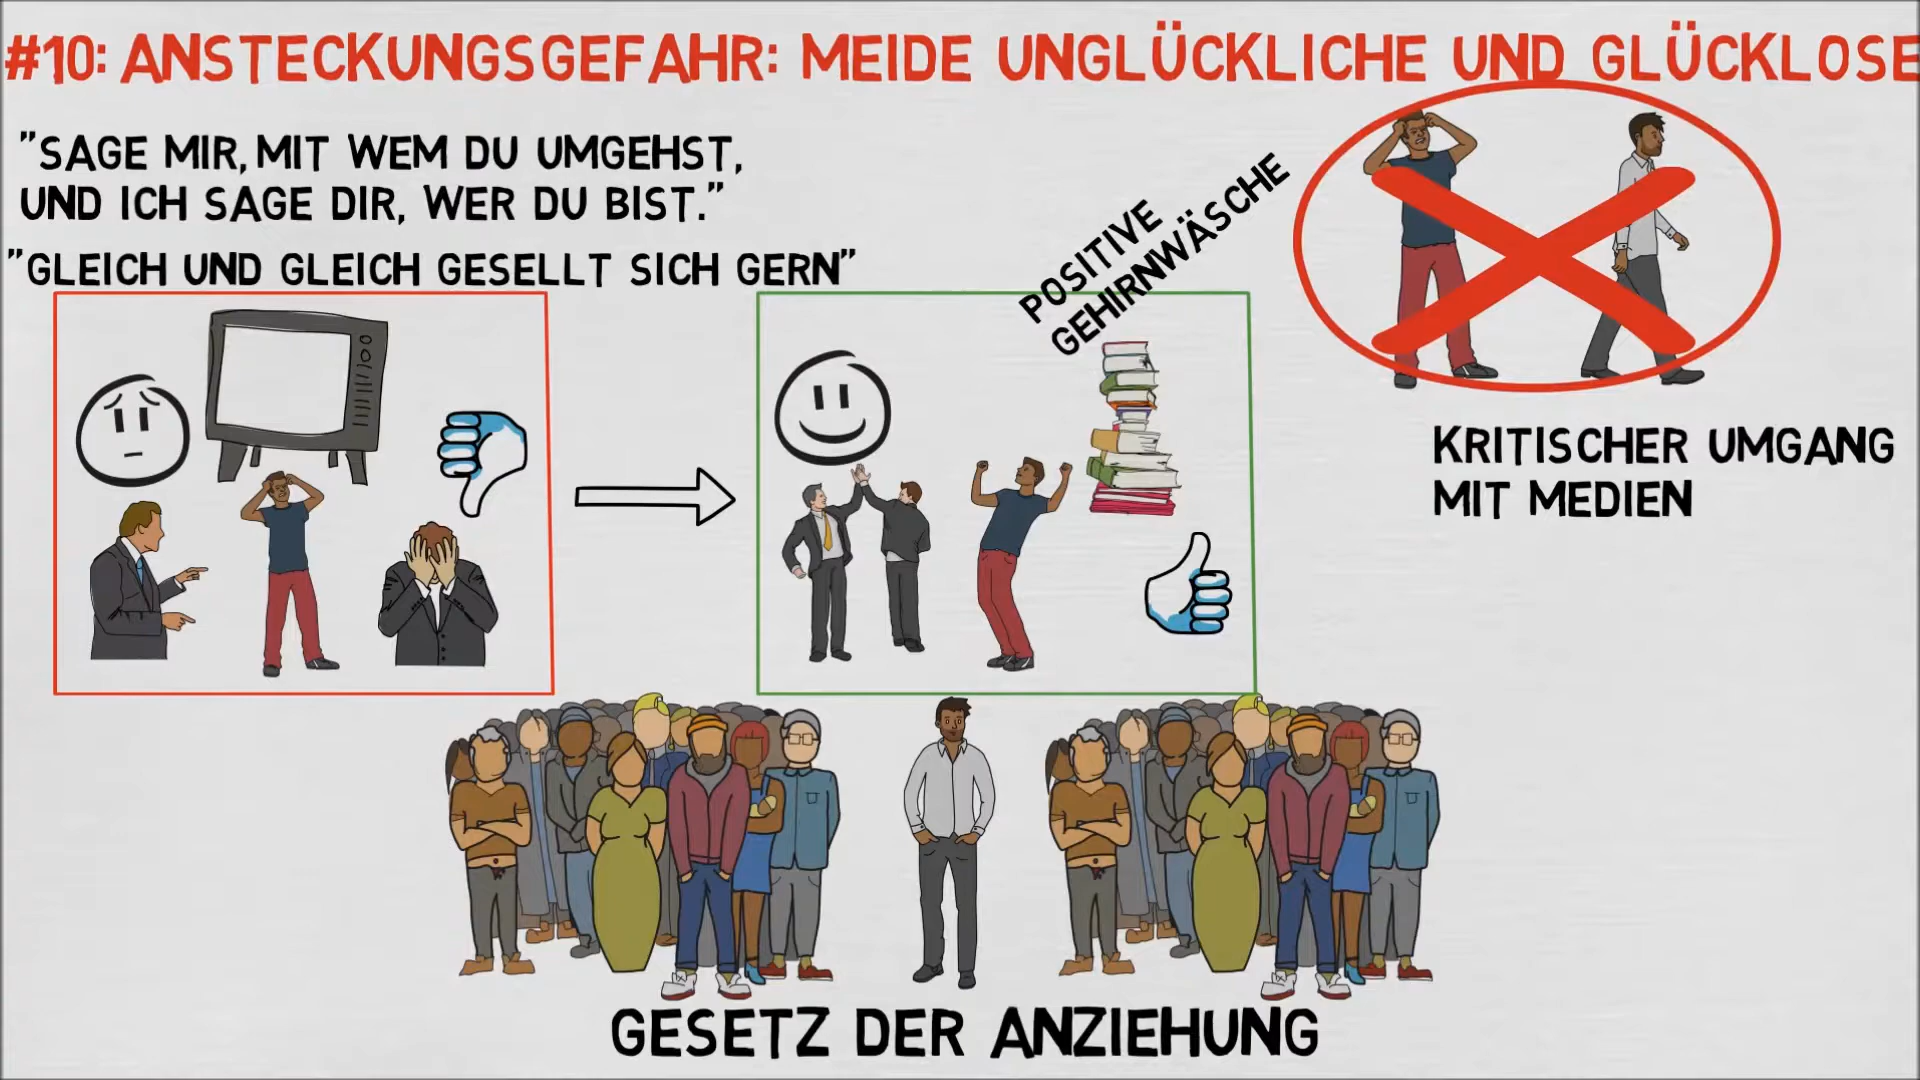 #10: ANSTECKUNGSGEFAHR: MEIDE UNGLÜCKLICHE UND GLÜCKLOSE
"SAGE MIR, MIT WEM DU UMGEHST,
UND ICH SAGE DIR, WER DU BIST."
"GLEICH UND GLEICH GESELLT SICH GERN"
POSITIVE
GEHIRNWÄSCHE
KRITISCHER UMGANG
MIT MEDIEN
GESETZ DER ANZIEHUNG